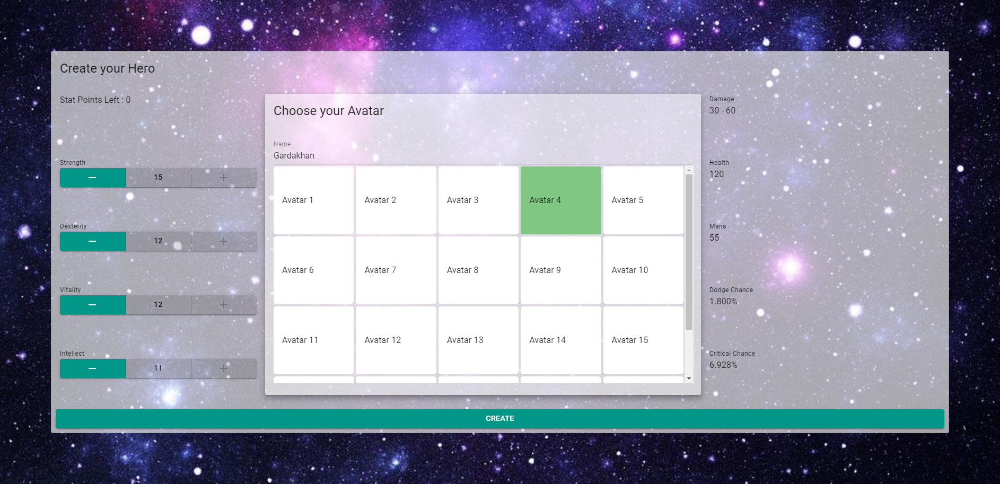 Create your Hero
Stat Points Left : 0
Strength
15
Dexterity
12
Vitality
12
Intellect
11
Choose your Avatar
Name
Gardakhan
Avatar 1
Avatar 2
Avatar 3
Avatar 4
Avatar 5
Avatar 6
Avatar 7
Avatar 8
Avatar 9
Avatar 10
Avatar 11
Avatar 12
Avatar 13
Avatar 14
Avatar 15
Damage
30 - 60
Health
120
Mana
55
Dodge Chance
1.800%
Critical Chance
6.928%
CREATE